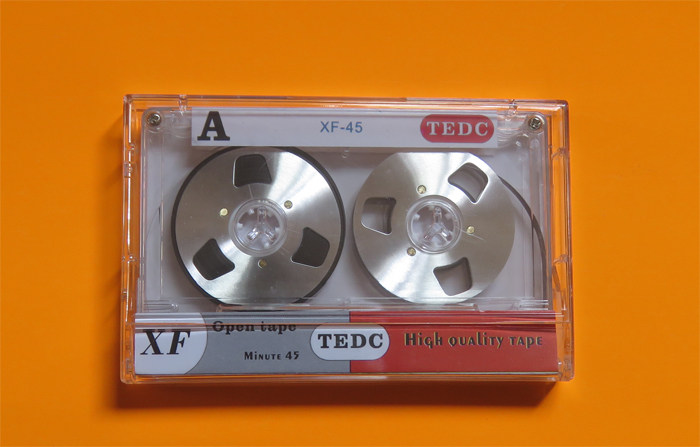 A
XF-45
TEDC
XF
Open tape
Minute 45
TEDC
High quality tape